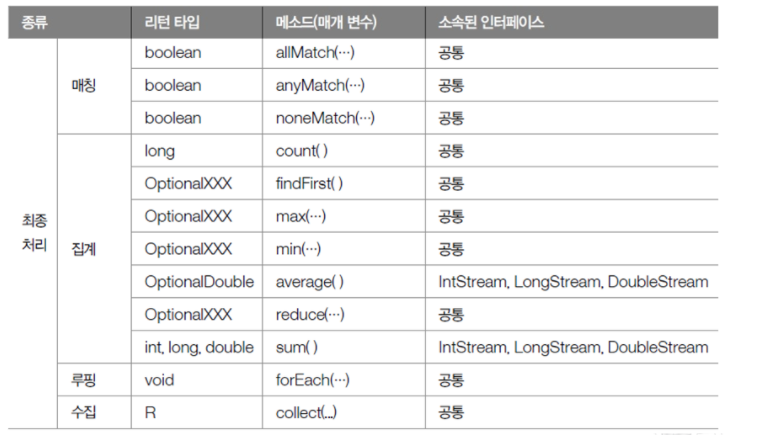 종류 리턴 타입 메소드(매개 변수) 소속된 인터페이스
최종 처리 매칭 boolean allMatch(…) 공통
boolean anyMatch(…) 공통
boolean noneMatch(…) 공통
집계 long count( ) 공통
OptionalXXX findFirst( ) 공통
OptionalXXX max(…) 공통
OptionalXXX min(…) 공통
OptionalDouble average( ) IntStream, LongStream, DoubleStream
OptionalXXX reduce(…) 공통
int, long, double sum( ) IntStream, LongStream, DoubleStream
루핑 void forEach(…) 공통
수집 R collect(...) 공통